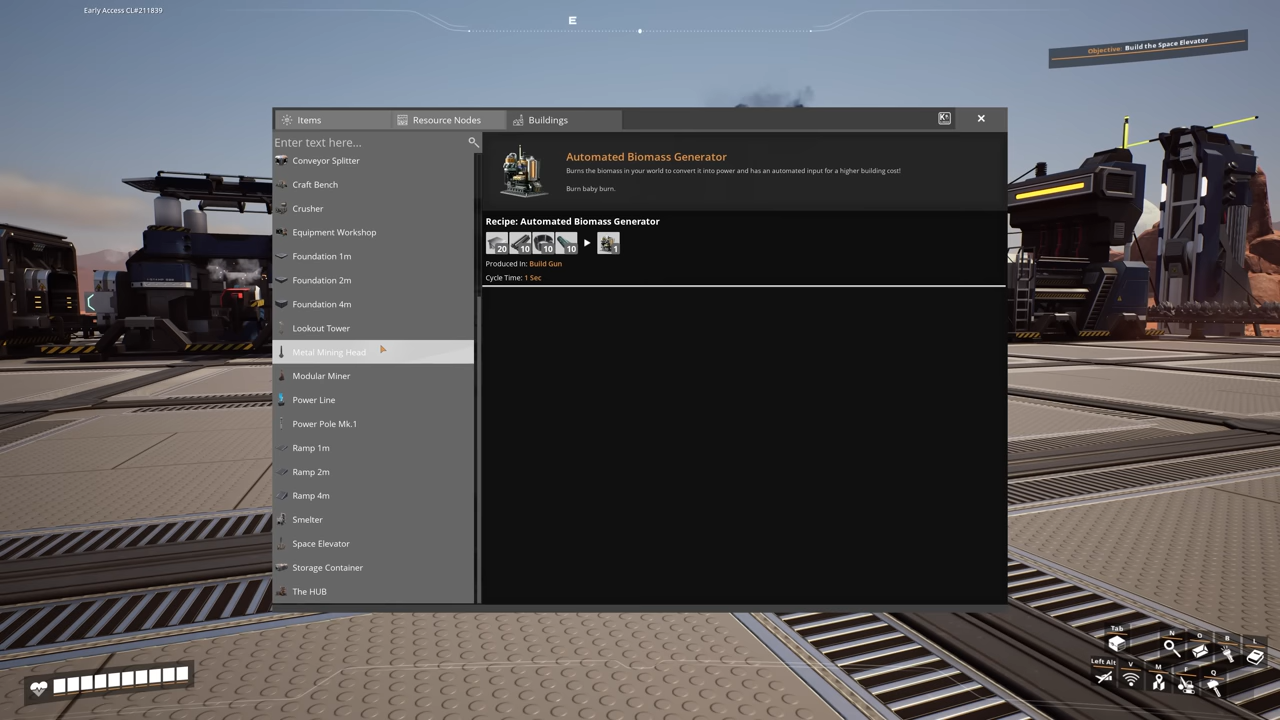 Early Access CL#211839
E
Objective: Build the Space Elevator
Items
Resource Nodes
Buildings
Enter text here...
Conveyor Splitter
Craft Bench
Crusher
Equipment Workshop
Foundation 1m
Foundation 2m
Foundation 4m
Lookout Tower
Metal Mining Head
Modular Miner
Power Line
Power Pole Mk.1
Ramp 1m
Ramp 2m
Ramp 4m
Smelter
Space Elevator
Storage Container
The HUB
Automated Biomass Generator
Burns the biomass in your world to convert it into power and has an automated input for a higher building cost!
Burn baby burn.
Recipe: Automated Biomass Generator
20 10 10 10 1
Produced In: Build Gun
Cycle Time: 1 Sec
Tab N O B L
Left Alt V M Q